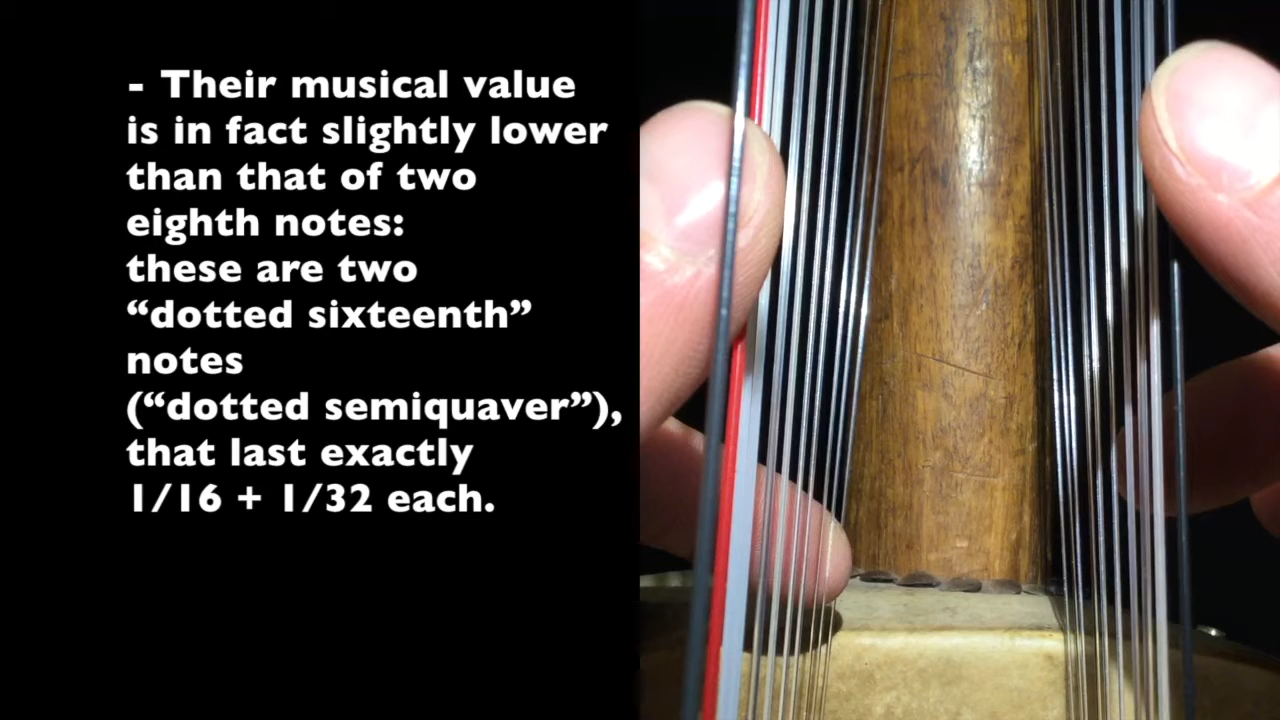 - Their musical value
is in fact slightly lower
than that of two
eighth notes:
these are two
“dotted sixteenth”
notes
(“dotted semiquaver”),
that last exactly
1/16 + 1/32 each.